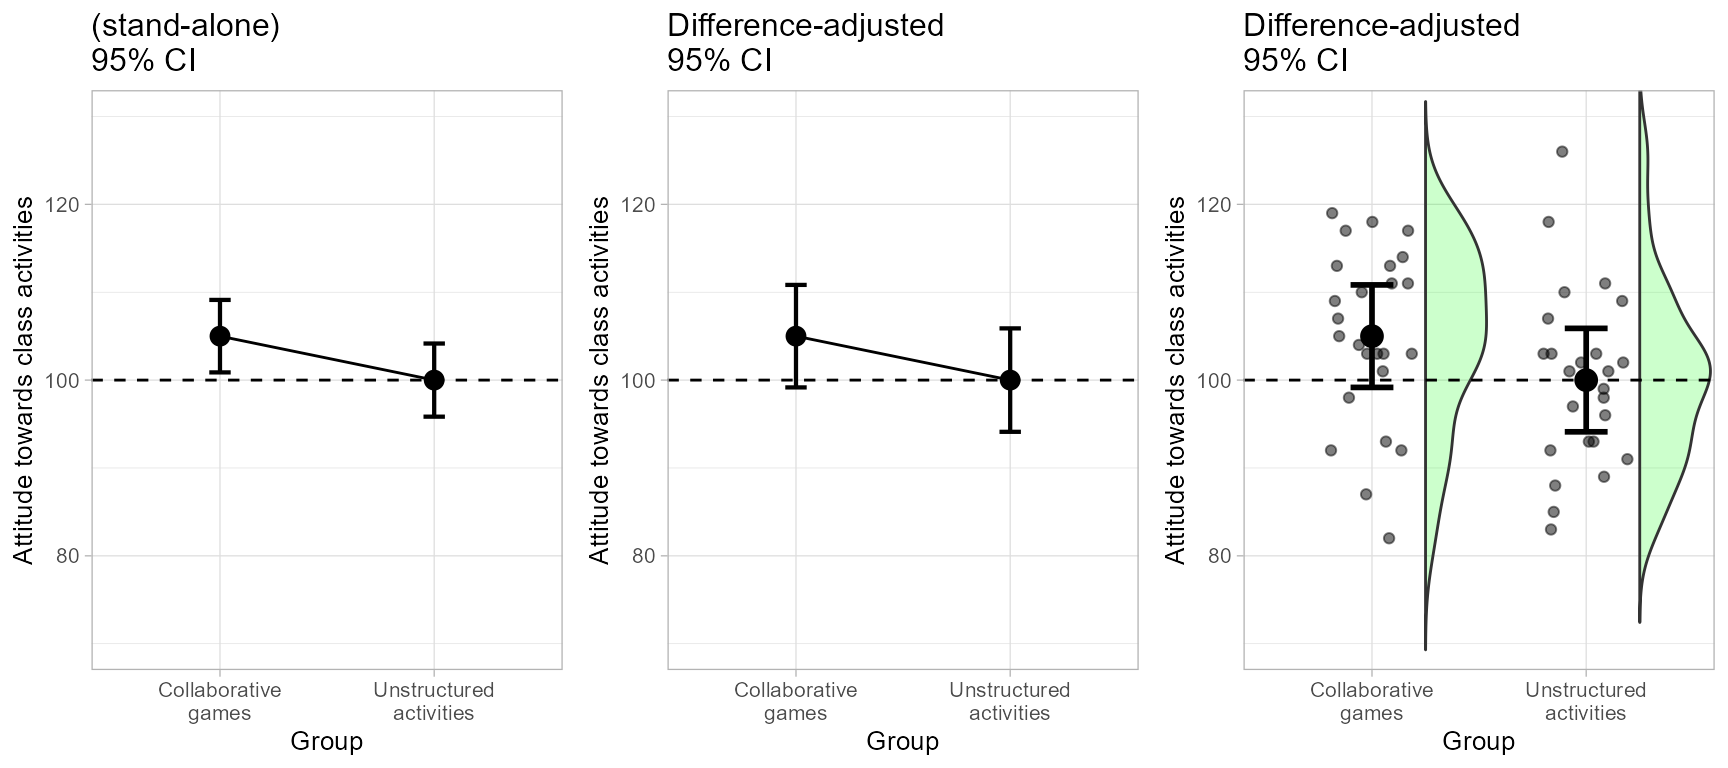 (stand-alone)
95% CI
Attitude towards class activities
120
100
80
Collaborative
games
Unstructured
activities
Group
Difference-adjusted
95% CI
Attitude towards class activities
120
100
80
Collaborative
games
Unstructured
activities
Group
Difference-adjusted
95% CI
Attitude towards class activities
120
100
80
Collaborative
games
Unstructured
activities
Group